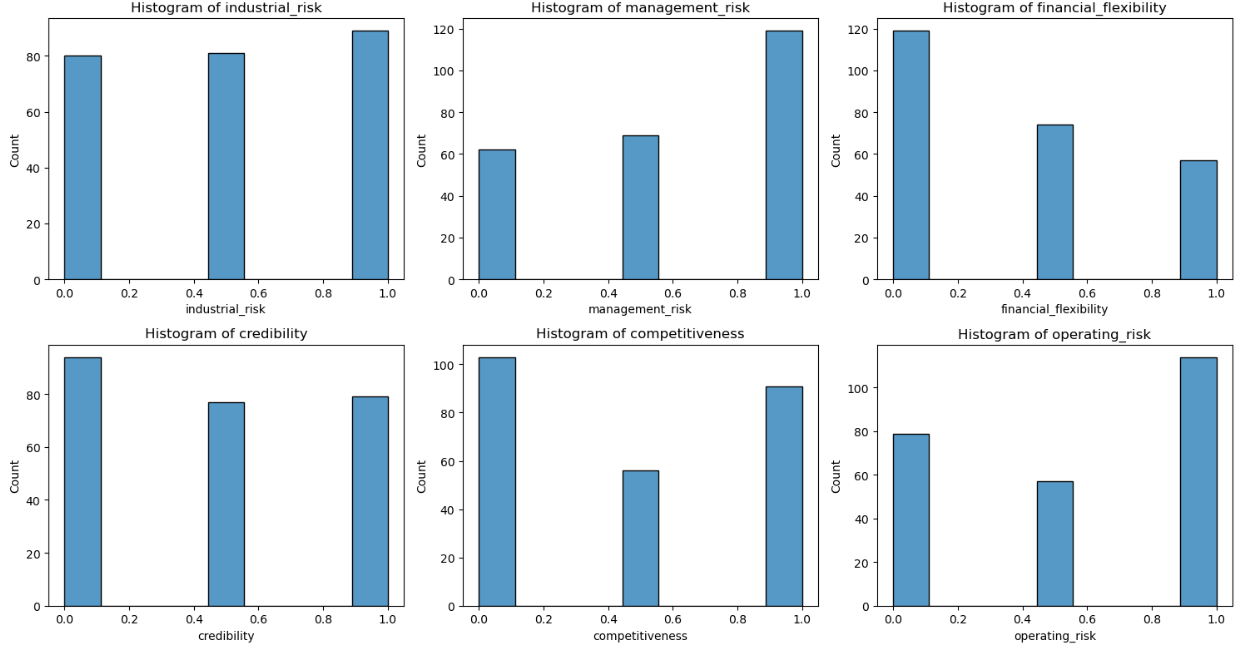 Histogram of industrial_risk
Count
80
60
40
20
0
0.0 0.2 0.4 0.6 0.8 1.0
industrial_risk
Histogram of management_risk
Count
120
100
80
60
40
20
0
0.0 0.2 0.4 0.6 0.8 1.0
management_risk
Histogram of financial_flexibility
Count
120
100
80
60
40
20
0
0.0 0.2 0.4 0.6 0.8 1.0
financial_flexibility
Histogram of credibility
Count
80
60
40
20
0
0.0 0.2 0.4 0.6 0.8 1.0
credibility
Histogram of competitiveness
Count
100
80
60
40
20
0
0.0 0.2 0.4 0.6 0.8 1.0
competitiveness
Histogram of operating_risk
Count
100
80
60
40
20
0
0.0 0.2 0.4 0.6 0.8 1.0
operating_risk